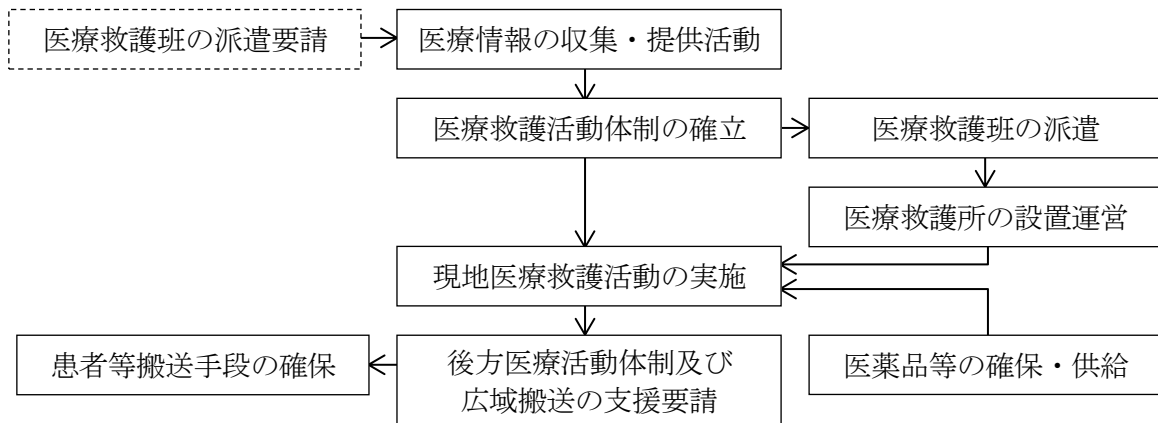 医療救護班の派遣要請
医療情報の収集・提供活動
医療救護活動体制の確立
医療救護班の派遣
医療救護所の設置運営
現地医療救護活動の実施
患者等搬送手段の確保
後方医療活動体制及び
広域搬送の支援要請
医薬品等の確保・供給